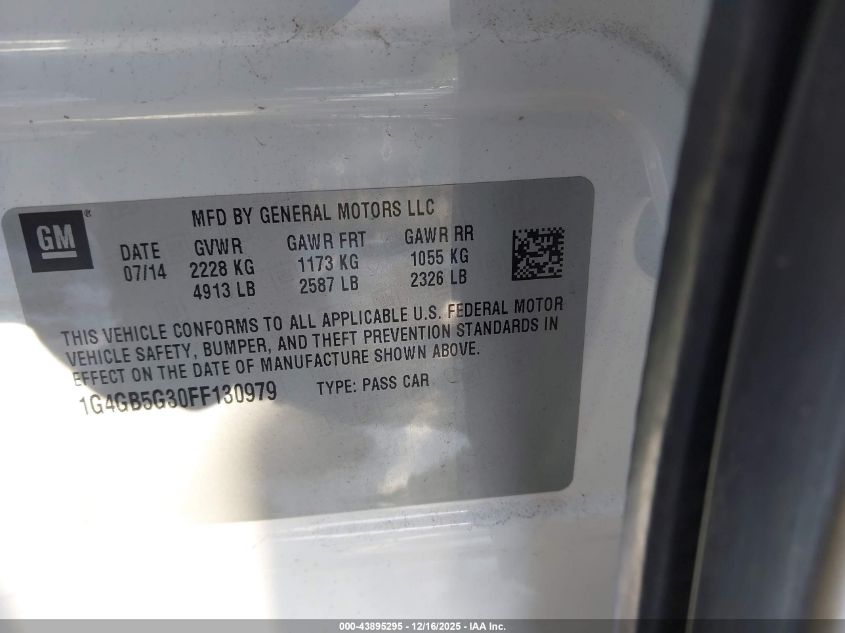 GM ®
MFD BY GENERAL MOTORS LLC
DATE GVWR GAWR FRT GAWR RR
07/14 2228 KG 1173 KG 1055 KG
4913 LB 2587 LB 2326 LB
THIS VEHICLE CONFORMS TO ALL APPLICABLE U.S. FEDERAL MOTOR
VEHICLE SAFETY, BUMPER, AND THEFT PREVENTION STANDARDS IN
EFFECT ON THE DATE OF MANUFACTURE SHOWN ABOVE.
1G4GB5G30FF130979 TYPE: PASS CAR
000-43895295 - 12/16/2025 - IAA Inc.